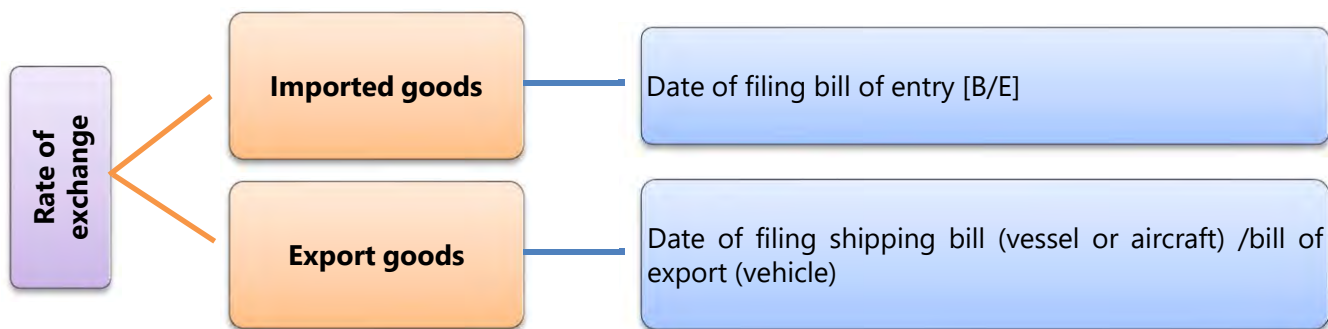 Rate of
exchange
Imported goods
Date of filing bill of entry [B/E]
Export goods
Date of filing shipping bill (vessel or aircraft) /bill of
export (vehicle)